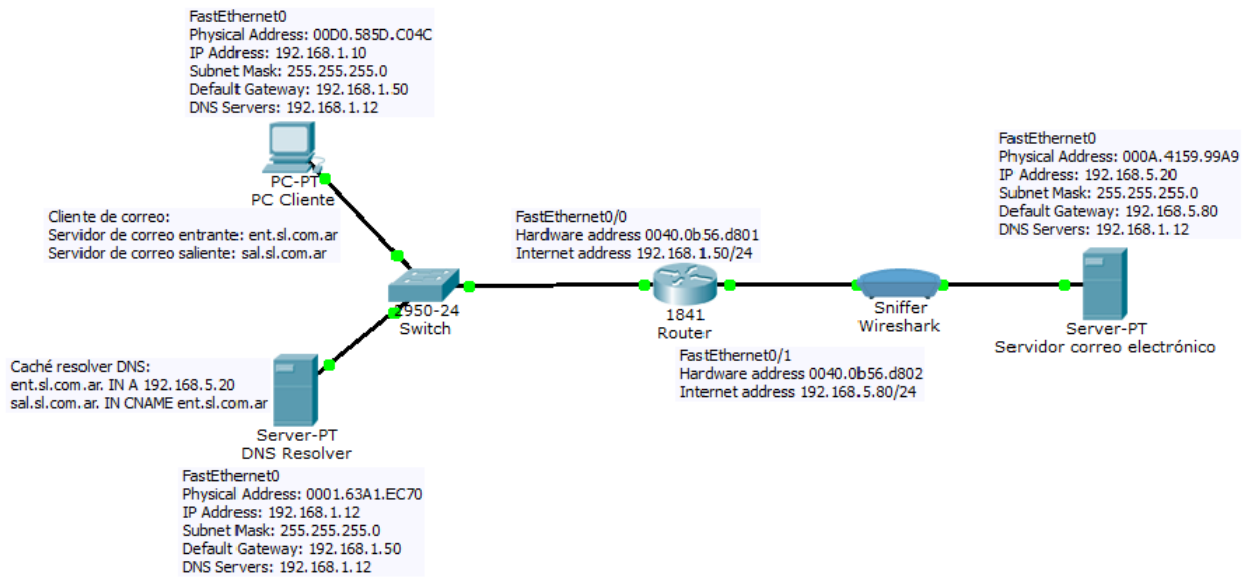 FastEthernet0
Physical Address: 00D0.585D.C04C
IP Address: 192.168.1.10
Subnet Mask: 255.255.255.0
Default Gateway: 192.168.1.50
DNS Servers: 192.168.1.12
PC-PT
PC Cliente
Cliente de correo:
Servidor de correo entrante: ent.sl.com.ar
Servidor de correo saliente: sal.sl.com.ar
2950-24
Switch
FastEthernet0/0
Hardware address 0040.0b56.d801
Internet address 192.168.1.50/24
1841
Router
FastEthernet0/1
Hardware address 0040.0b56.d802
Internet address 192.168.5.80/24
Sniffer
Wireshark
FastEthernet0
Physical Address: 000A.4159.99A9
IP Address: 192.168.5.20
Subnet Mask: 255.255.255.0
Default Gateway: 192.168.5.80
DNS Servers: 192.168.1.12
Server-PT
Servidor correo electrónico
Caché resolver DNS:
ent.sl.com.ar. IN A 192.168.5.20
sal.sl.com.ar. IN CNAME ent.sl.com.ar
Server-PT
DNS Resolver
FastEthernet0
Physical Address: 0001.63A1.EC70
IP Address: 192.168.1.12
Subnet Mask: 255.255.255.0
Default Gateway: 192.168.1.50
DNS Servers: 192.168.1.12